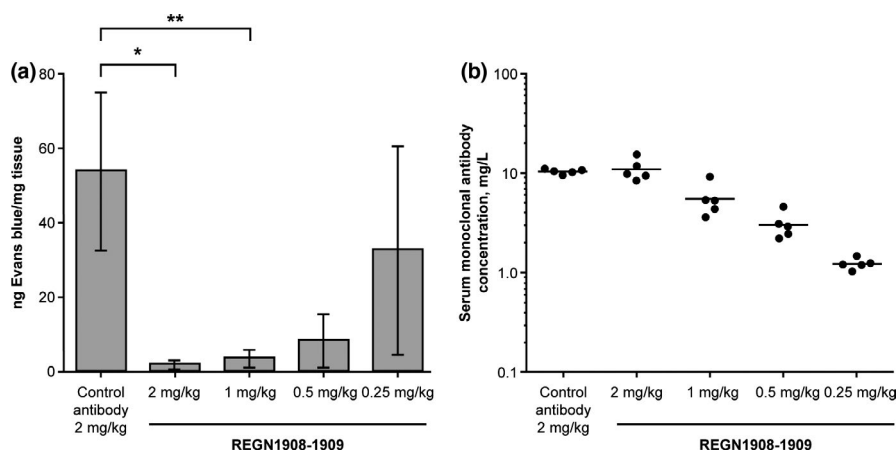 **
(a)
*
80
60
40
20
0
ng Evans blue/mg tissue
Control
antibody
2 mg/kg
2 mg/kg
1 mg/kg
0.5 mg/kg
0.25 mg/kg
REGN1908-1909
(b)
100
10
1.0
0.1
Serum monoclonal antibody
concentration, mg/L
Control
antibody
2 mg/kg
2 mg/kg
1 mg/kg
0.5 mg/kg
0.25 mg/kg
REGN1908-1909